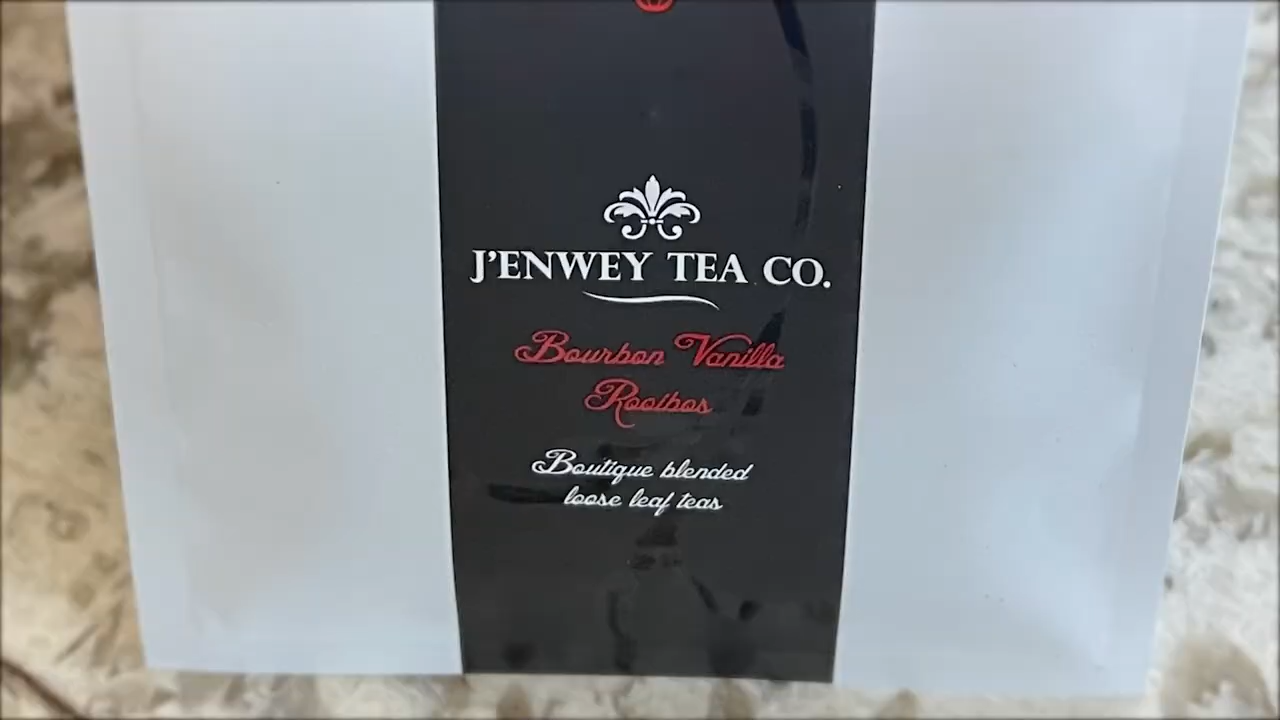 J'ENWEY TEA CO.
Bourbon Vanilla
Rooibos
Boutique blended
loose leaf teas